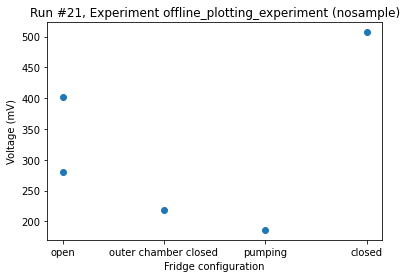 Run #21, Experiment offline_plotting_experiment (nosample)
Voltage (mV)
500
450
400
350
300
250
200
open outer chamber closed pumping closed
Fridge configuration